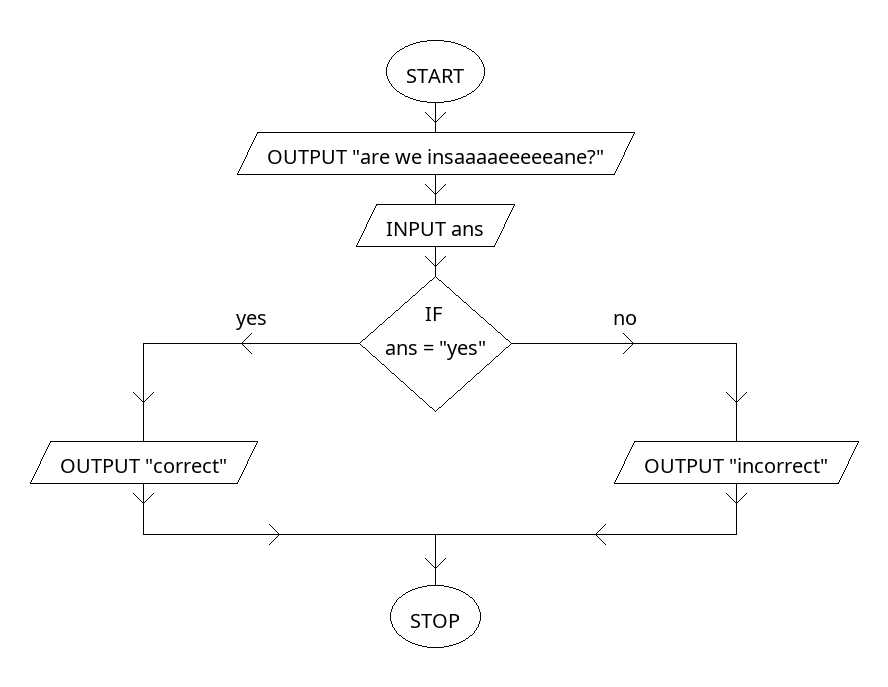 START
OUTPUT "are we insaaaaeeeeeane?"
INPUT ans
IF
ans = "yes"
yes
no
OUTPUT "correct"
OUTPUT "incorrect"
STOP